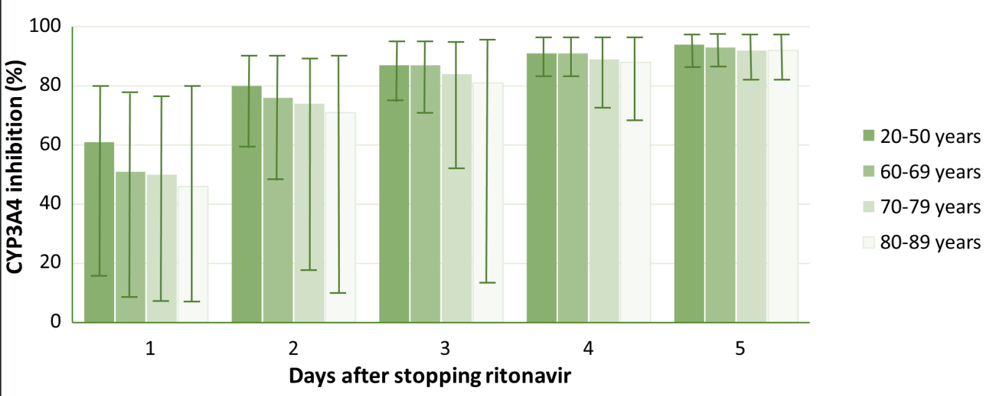 CYP3A4 inhibition (%)
100
80
60
40
20
0
1 2 3 4 5
Days after stopping ritonavir
20-50 years
60-69 years
70-79 years
80-89 years